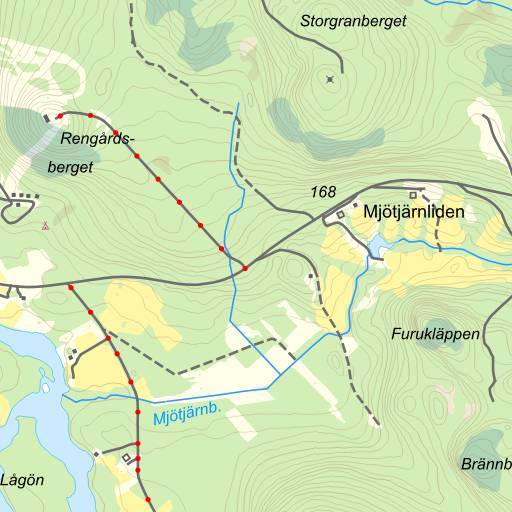 Storgranberget
Rengårds-
berget
168
Mjötjärnliden
Furukläppen
Mjötjärnb.
Brännb
Lågön